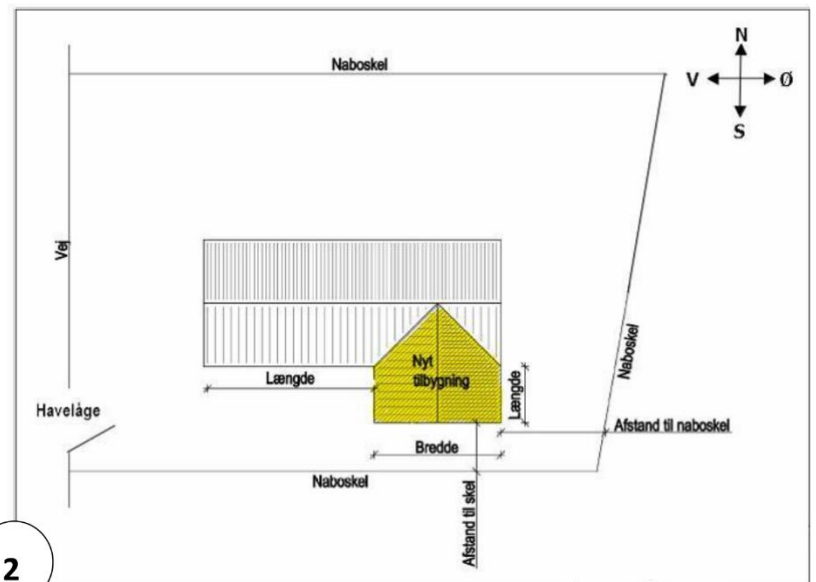 Naboskel
N
V
Ø
S
Vej
Nyt
tilbygning
Længde
Længde
Naboskel
Havelåge
Afstand til naboskel
Bredde
Naboskel
Afstand til skel
2